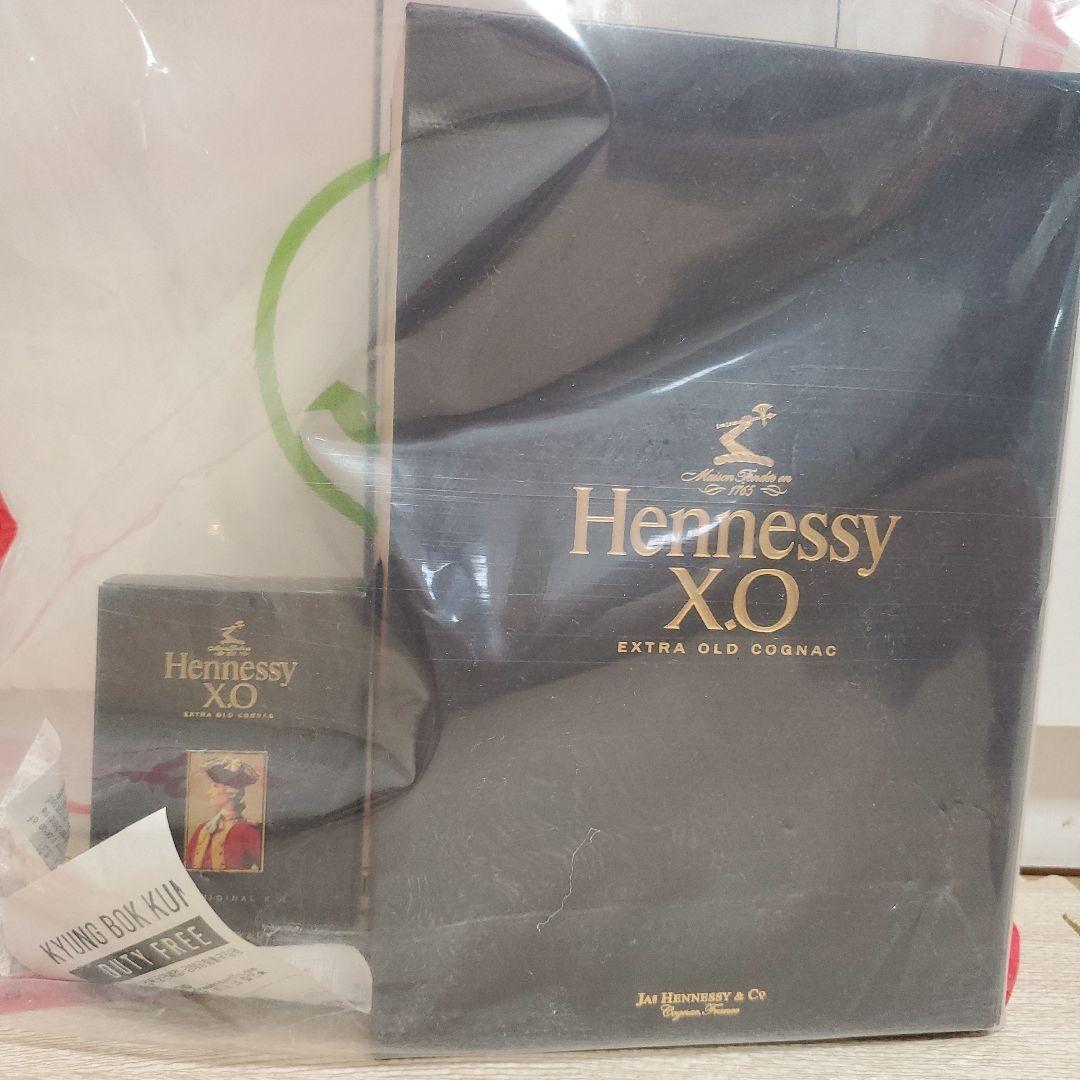 Maison Fondée en
1765
Hennessy
X.O
EXTRA OLD COGNAC
JAs HENNESSY & Co
Cognac France
Hennessy
X.O
EXTRA OLD COGNAC
KYUNG BOK KU
DUTY FREE